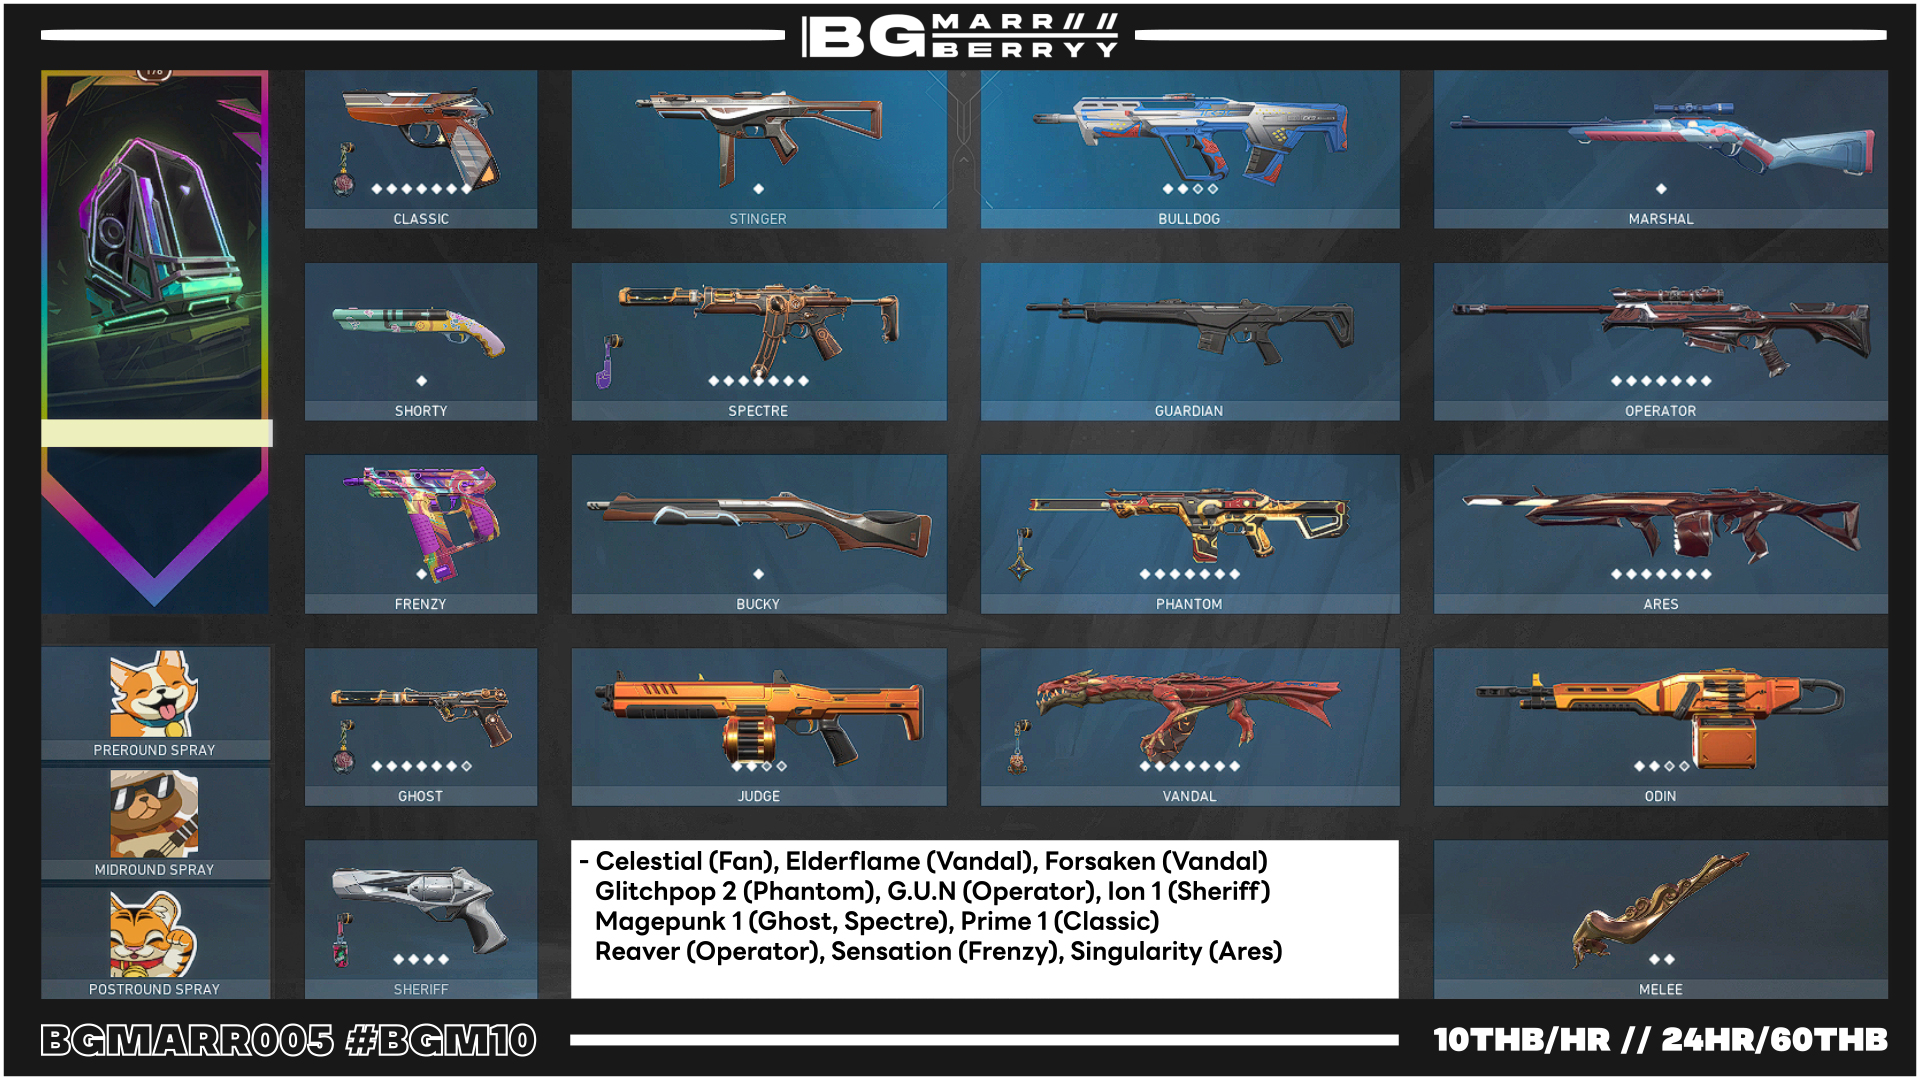 BG MARR// //
BERRYY
1/6
CLASSIC
STINGER
BULLDOG
MARSHAL
SHORTY
SPECTRE
GUARDIAN
OPERATOR
FRENZY
BUCKY
PHANTOM
ARES
PREROUND SPRAY
MIDROUND SPRAY
POSTROUND SPRAY
GHOST
JUDGE
VANDAL
ODIN
SHERIFF
- Celestial (Fan), Elderflame (Vandal), Forsaken (Vandal)
Glitchpop 2 (Phantom), G.U.N (Operator), Ion 1 (Sheriff)
Magepunk 1 (Ghost, Spectre), Prime 1 (Classic)
Reaver (Operator), Sensation (Frenzy), Singularity (Ares)
MELEE
BGMARR005 #BGM10
10THB/HR // 24HR/60THB